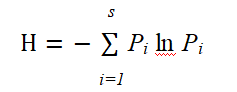 s
H = − Σ Pi ln Pi
i=1